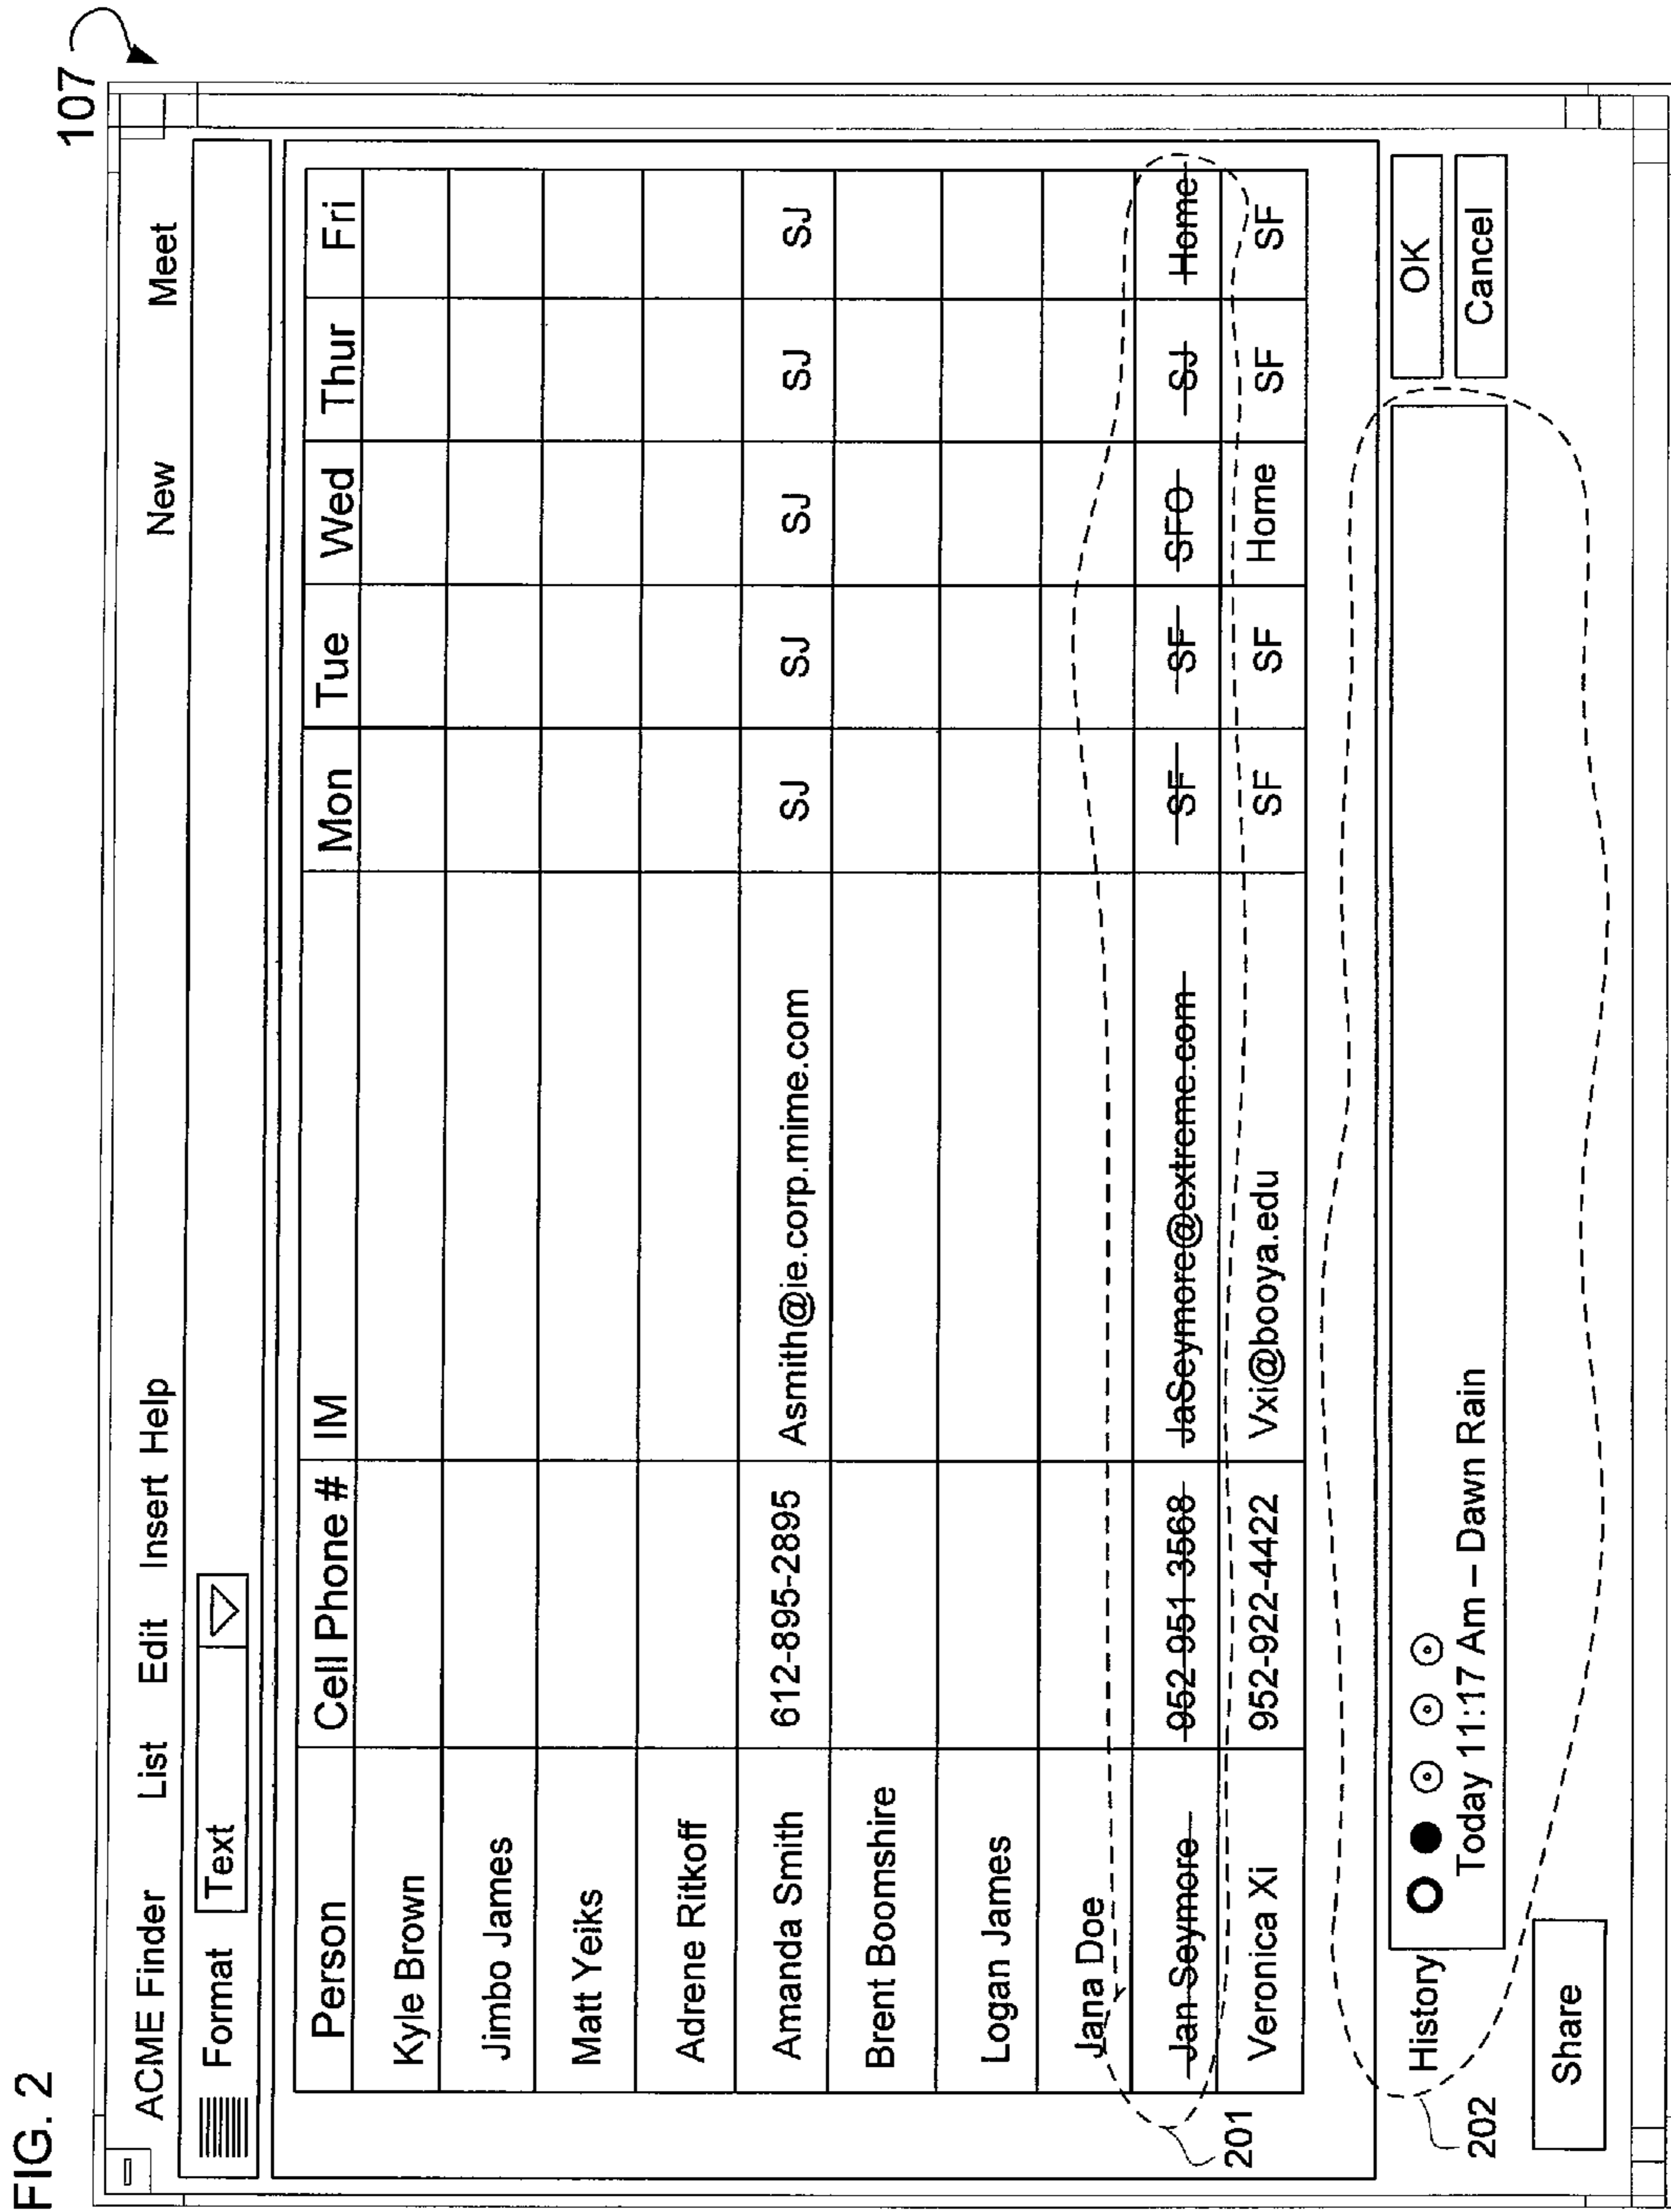 FIG. 2
107
ACME Finder List Edit Insert Help New Meet
Format Text
Person Cell Phone # IM Mon Tue Wed Thur Fri
Kyle Brown
Jimbo James
Matt Yeiks
Adrene Ritkoff
Amanda Smith 612-895-2895 Asmith@ie.corp.mime.com SJ SJ SJ SJ SJ
Brent Boomshire
Logan James
Jana Doe
Jan Seymore 952-951-3568 JaSeymore@extreme.com SF SF SFO SJ Home
Veronica Xi 952-922-4422 Vxi@booya.edu SF SF Home SF SF
201
History OK
Today 11:17 Am – Dawn Rain Cancel
202
Share